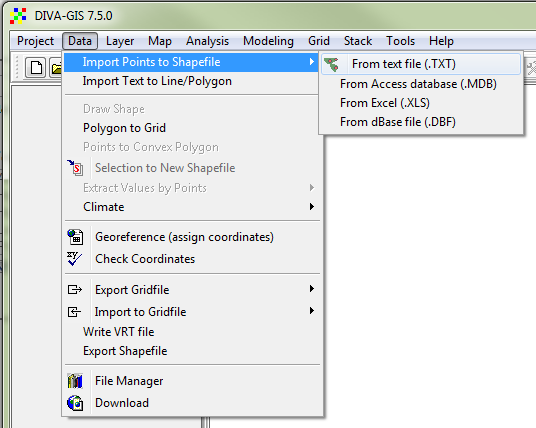 DIVA-GIS 7.5.0
Project Data Layer Map Analysis Modeling Grid Stack Tools Help
Import Points to Shapefile
Import Text to Line/Polygon
Draw Shape
Polygon to Grid
Points to Convex Polygon
Selection to New Shapefile
Extract Values by Points
Climate
Georeference (assign coordinates)
Check Coordinates
Export Gridfile
Import to Gridfile
Write VRT file
Export Shapefile
File Manager
Download
From text file (.TXT)
From Access database (.MDB)
From Excel (.XLS)
From dBase file (.DBF)